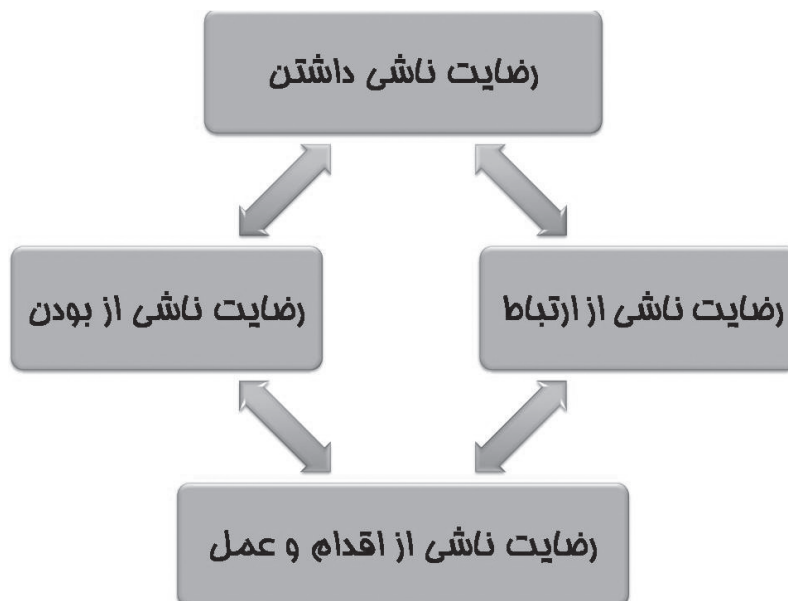 رضایت ناشی داشتن
رضایت ناشی از ارتباط
رضایت ناشی از بودن
رضایت ناشی از اقدام و عمل